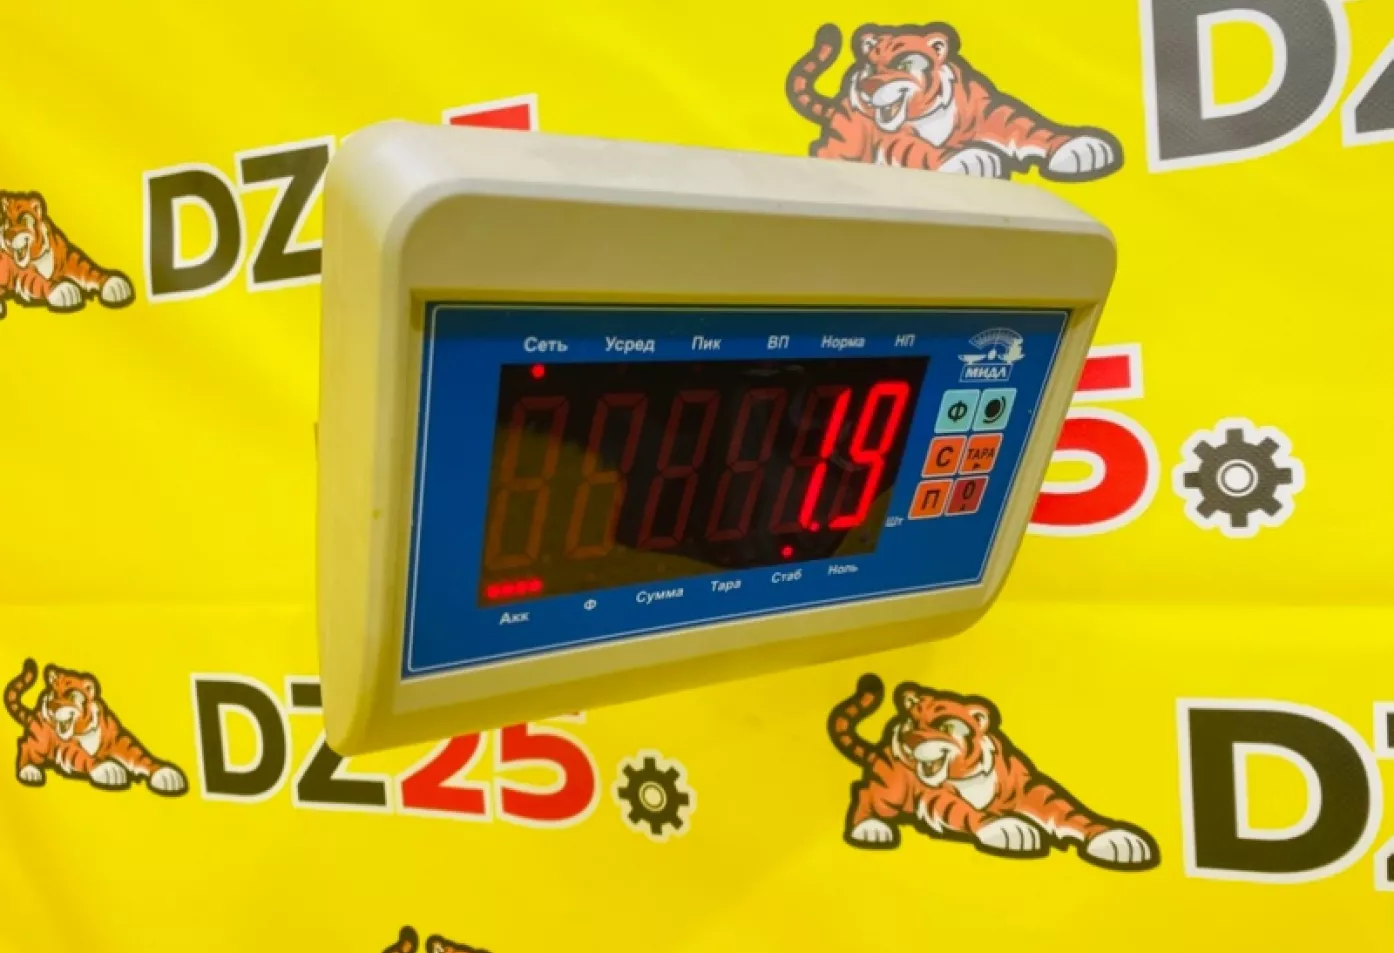 DZ
DZ
Сеть Усред Пик ВП Норма НП
МИДЛ
1.9
Ф
С ТАРА
П 0
Шт
Акк Ф Сумма Тара Стаб Ноль
5
DZ25
D